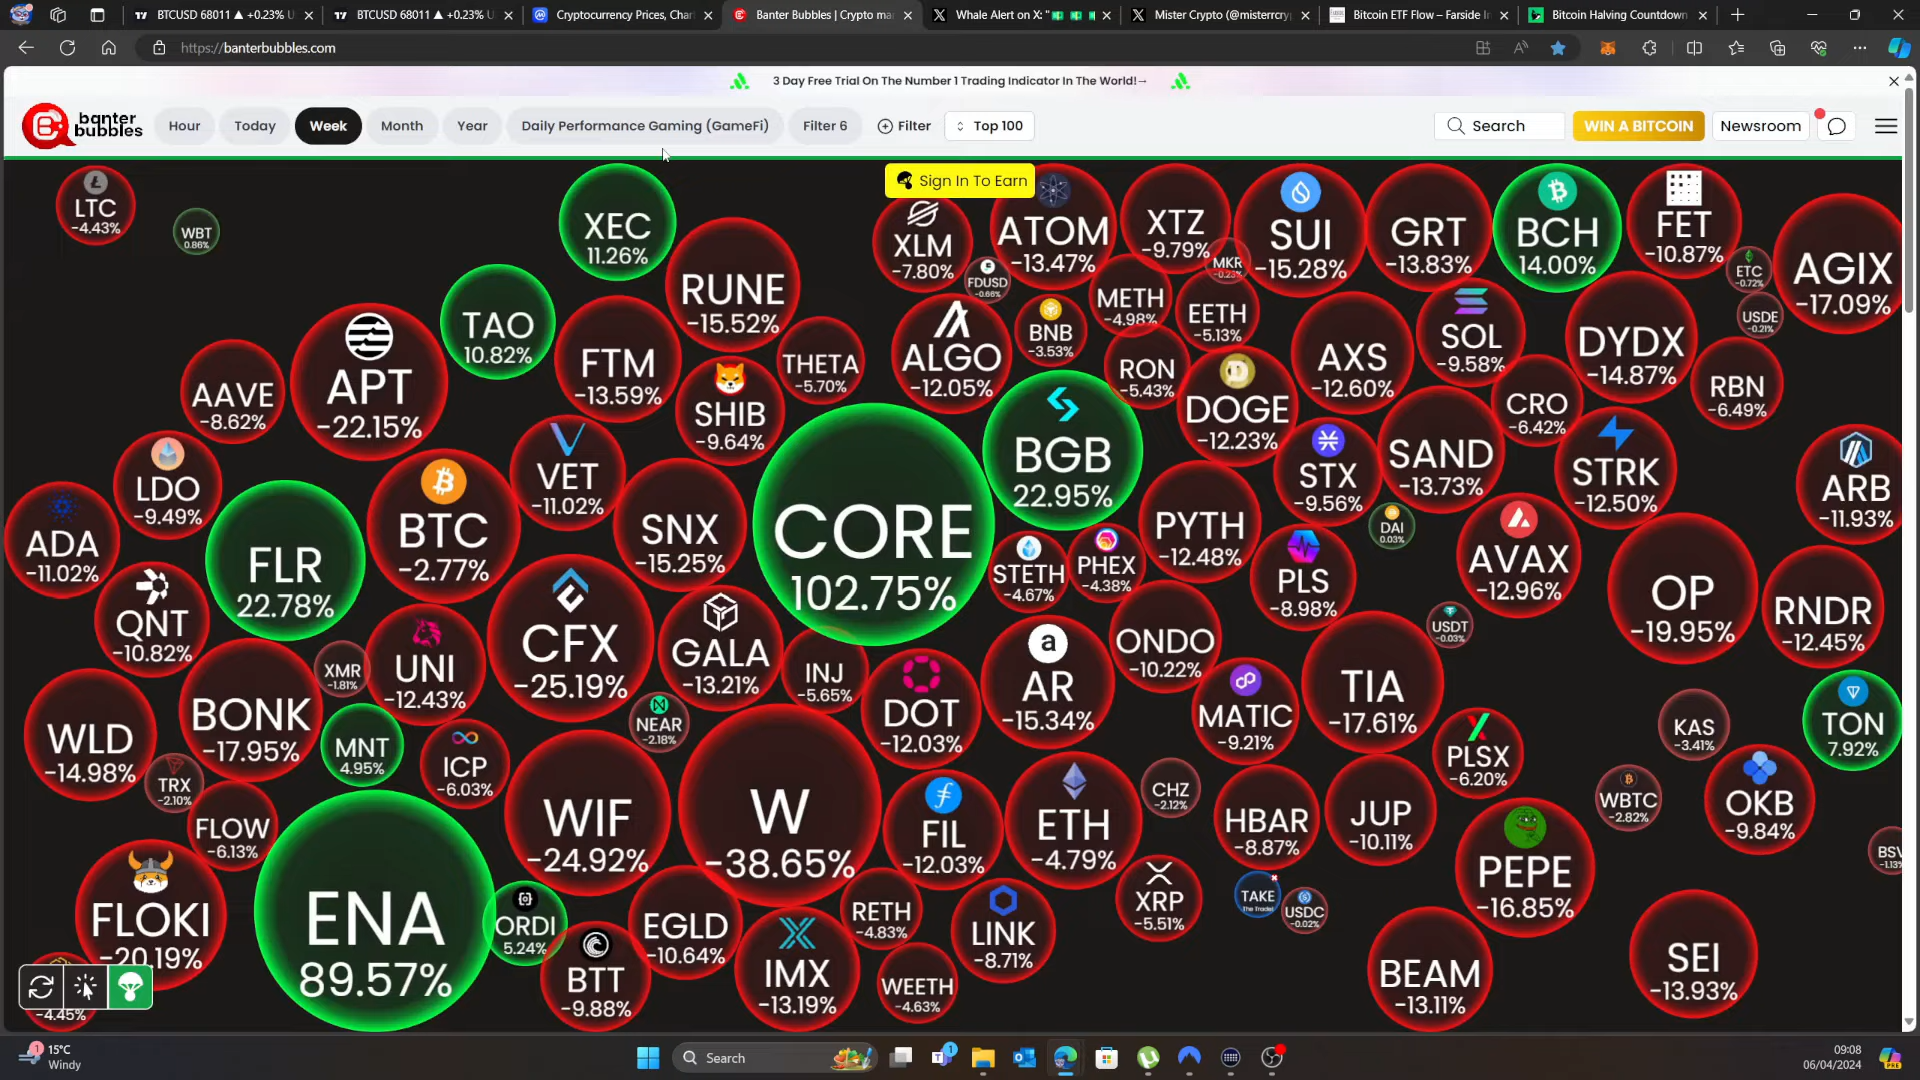 BTCUSD 68011 ▲ +0.23% U
BTCUSD 68011 ▲ +0.23% U
Cryptocurrency Prices, Char
Banter Bubbles | Crypto ma
Whale Alert on X: "
Mister Crypto (@misterrcry
Bitcoin ETF Flow – Farside In
Bitcoin Halving Countdown
https://banterbubbles.com
3 Day Free Trial On The Number 1 Trading Indicator In The World!→
banter
bubbles
Hour
Today
Week
Month
Year
Daily Performance Gaming (GameFi)
Filter 6
Filter
Top 100
Search
WIN A BITCOIN
Newsroom
Sign In To Earn
LTC
-4.43%
WBT
0.86%
XEC
11.26%
RUNE
-15.52%
XLM
-7.80%
ATOM
-13.47%
XTZ
-9.79%
MKR
-0.23%
SUI
-15.28%
GRT
-13.83%
BCH
14.00%
FET
-10.87%
ETC
-0.72%
AGIX
-17.09%
FDUSD
-0.66%
TAO
10.82%
METH
-4.98%
EETH
-5.13%
USDE
-0.21%
BNB
-3.53%
SOL
-9.58%
DYDX
-14.87%
AAVE
-8.62%
APT
-22.15%
FTM
-13.59%
THETA
-5.70%
ALGO
-12.05%
RON
-5.43%
AXS
-12.60%
RBN
-6.49%
SHIB
-9.64%
DOGE
-12.23%
CRO
-6.42%
BGB
22.95%
SAND
-13.73%
STX
-9.56%
STRK
-12.50%
ARB
-11.93%
LDO
-9.49%
VET
-11.02%
BTC
-2.77%
SNX
-15.25%
CORE
102.75%
PYTH
-12.48%
DAI
0.03%
ADA
-11.02%
FLR
22.78%
STETH
-4.67%
PHEX
-4.38%
PLS
-8.98%
AVAX
-12.96%
OP
-19.95%
RNDR
-12.45%
QNT
-10.82%
USDT
-0.03%
CFX
-25.19%
GALA
-13.21%
ONDO
-10.22%
XMR
-1.81%
UNI
-12.43%
INJ
-5.65%
AR
-15.34%
TIA
-17.61%
BONK
-17.95%
DOT
-12.03%
MATIC
-9.21%
NEAR
-2.18%
KAS
-3.41%
TON
7.92%
WLD
-14.98%
MNT
4.95%
ICP
-6.03%
PLSX
-6.20%
TRX
-2.10%
CHZ
-2.12%
WBTC
-2.82%
OKB
-9.84%
FLOW
-6.13%
WIF
-24.92%
W
-38.65%
FIL
-12.03%
ETH
-4.79%
HBAR
-8.87%
JUP
-10.11%
BSV
-1.13%
PEPE
-16.85%
TAKE
The Trade!
XRP
-5.51%
USDC
-0.02%
FLOKI
-20.19%
ENA
89.57%
ORDI
5.24%
EGLD
-10.64%
RETH
-4.83%
LINK
-8.71%
BTT
-9.88%
IMX
-13.19%
WEETH
-4.63%
BEAM
-13.11%
SEI
-13.93%
-4.45%
1
15°C
Windy
Search
1
09:08
06/04/2024
PRE